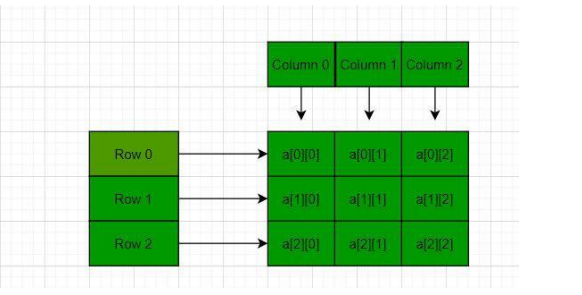 Column 0 Column 1 Column 2
Row 0 a[0][0] a[0][1] a[0][2]
Row 1 a[1][0] a[1][1] a[1][2]
Row 2 a[2][0] a[2][1] a[2][2]